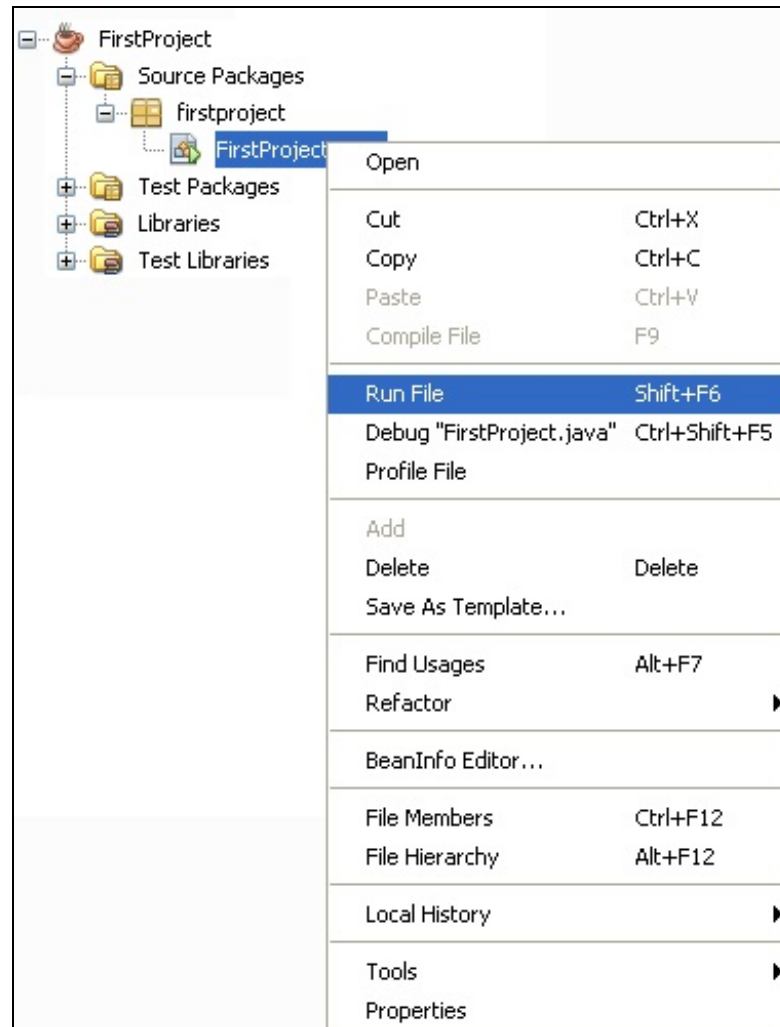 FirstProject
Source Packages
firstproject
FirstProject
Test Packages
Libraries
Test Libraries
Open
Cut Ctrl+X
Copy Ctrl+C
Paste Ctrl+V
Compile File F9
Run File Shift+F6
Debug "FirstProject.java" Ctrl+Shift+F5
Profile File
Add
Delete Delete
Save As Template...
Find Usages Alt+F7
Refactor
BeanInfo Editor...
File Members Ctrl+F12
File Hierarchy Alt+F12
Local History
Tools
Properties